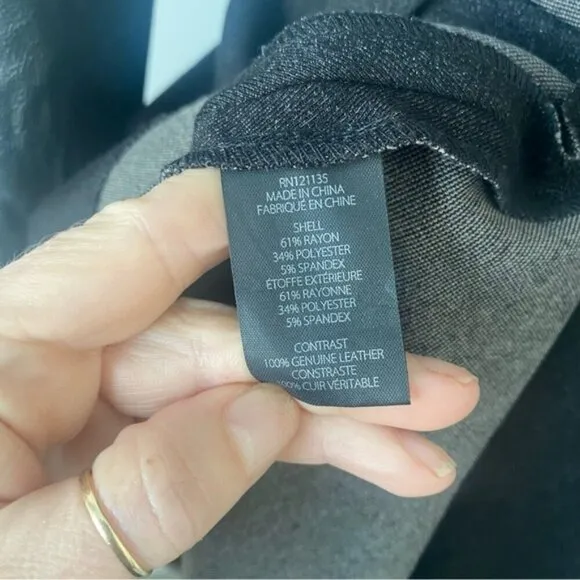 RN121135
MADE IN CHINA
FABRIQUÉ EN CHINE
SHELL
61% RAYON
34% POLYESTER
5% SPANDEX
ÉTOFFE EXTÉRIEURE
61% RAYONNE
34% POLYESTER
5% SPANDEX
CONTRAST
100% GENUINE LEATHER
CONSTRASTE
100% CUIR VÉRITABLE